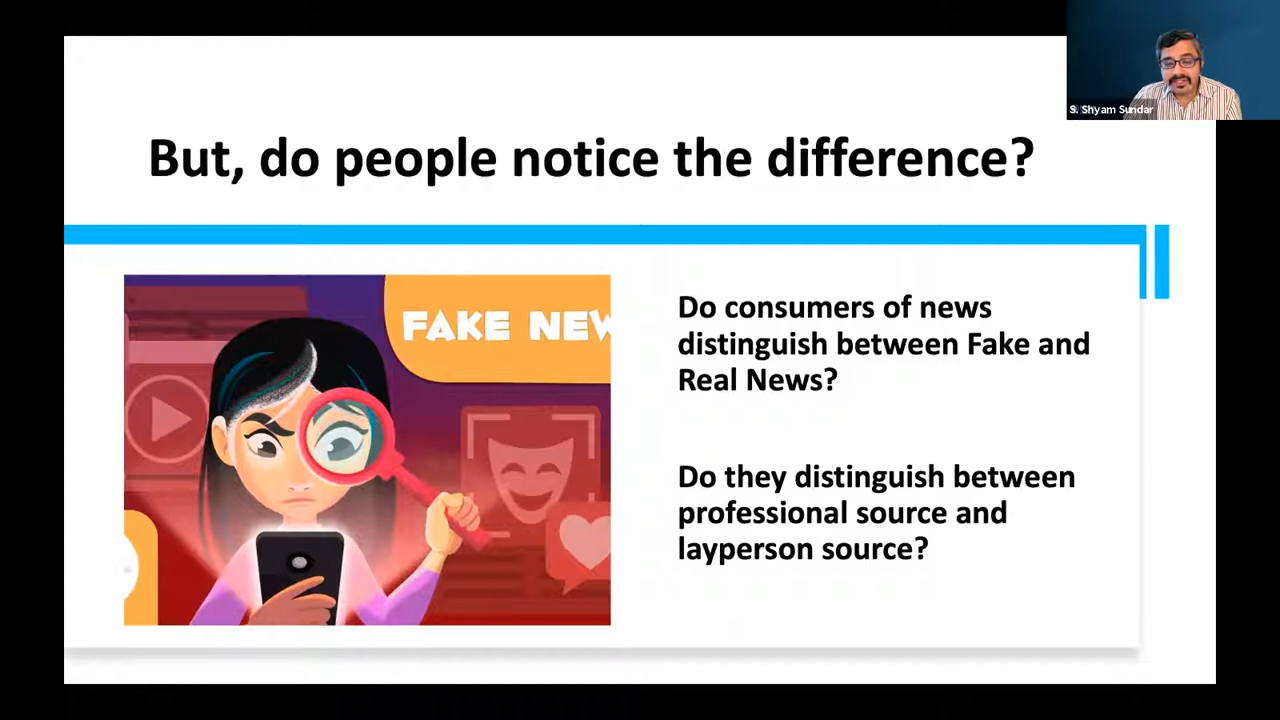 S. Shyam Sundar
But, do people notice the difference?
FAKE NEW
Do consumers of news
distinguish between Fake and
Real News?
Do they distinguish between
professional source and
layperson source?